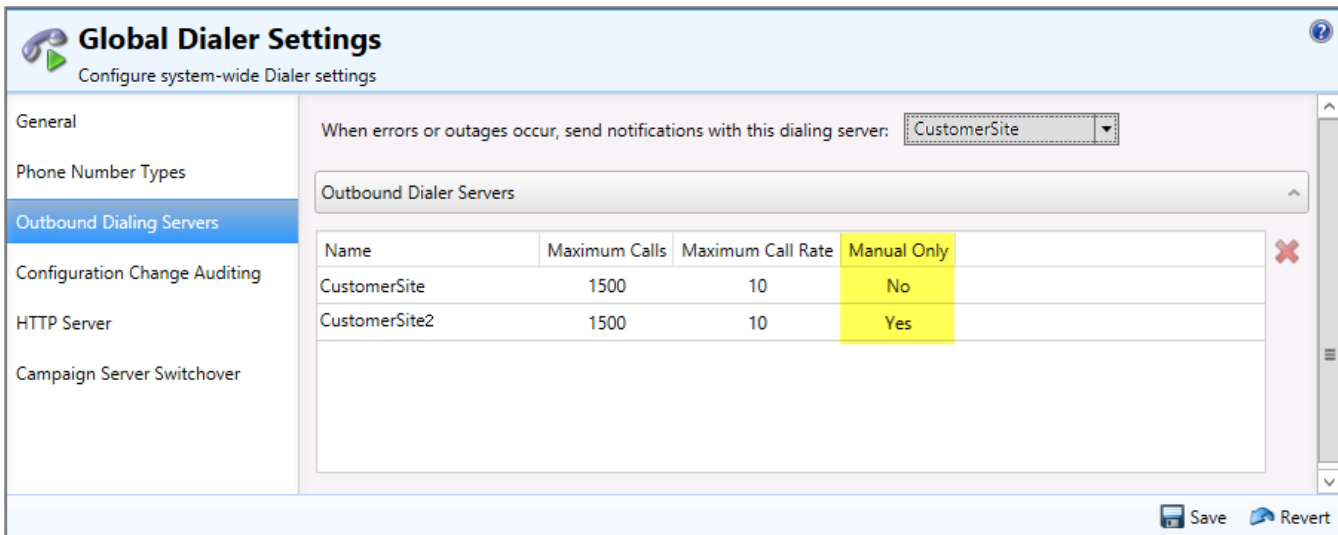 Global Dialer Settings
Configure system-wide Dialer settings
General
Phone Number Types
Outbound Dialing Servers
Configuration Change Auditing
HTTP Server
Campaign Server Switchover
When errors or outages occur, send notifications with this dialing server: CustomerSite
Outbound Dialer Servers
Name Maximum Calls Maximum Call Rate Manual Only
CustomerSite 1500 10 No
CustomerSite2 1500 10 Yes
Save Revert